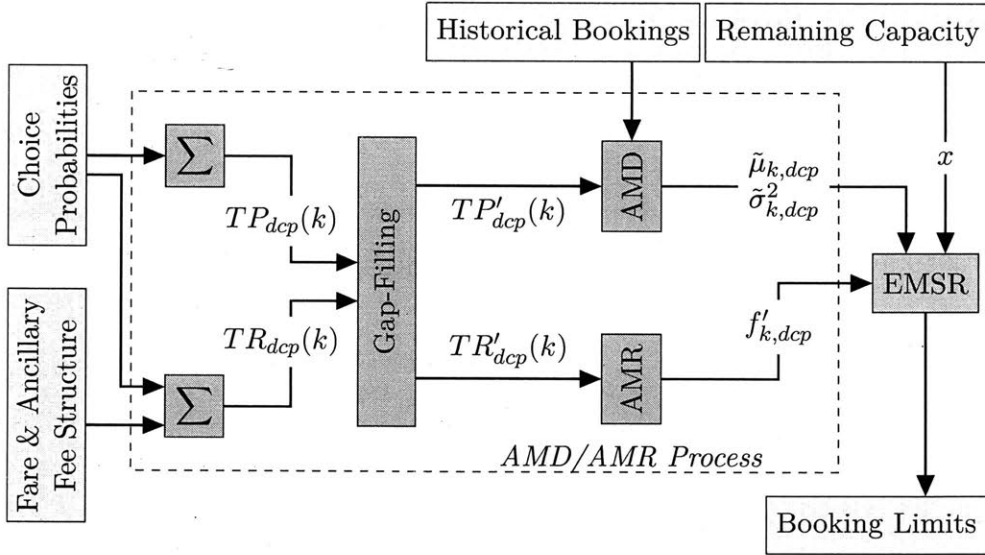 Historical Bookings
Remaining Capacity
Choice
Probabilities
∑
TP_{dcp}(k)
Gap-Filling
TP'_{dcp}(k)
AMD
μ̃_{k,dcp}
σ̃²_{k,dcp}
x
EMSR
Fare & Ancillary
Fee Structure
∑
TR_{dcp}(k)
TR'_{dcp}(k)
AMR
f'_{k,dcp}
AMD/AMR Process
Booking Limits